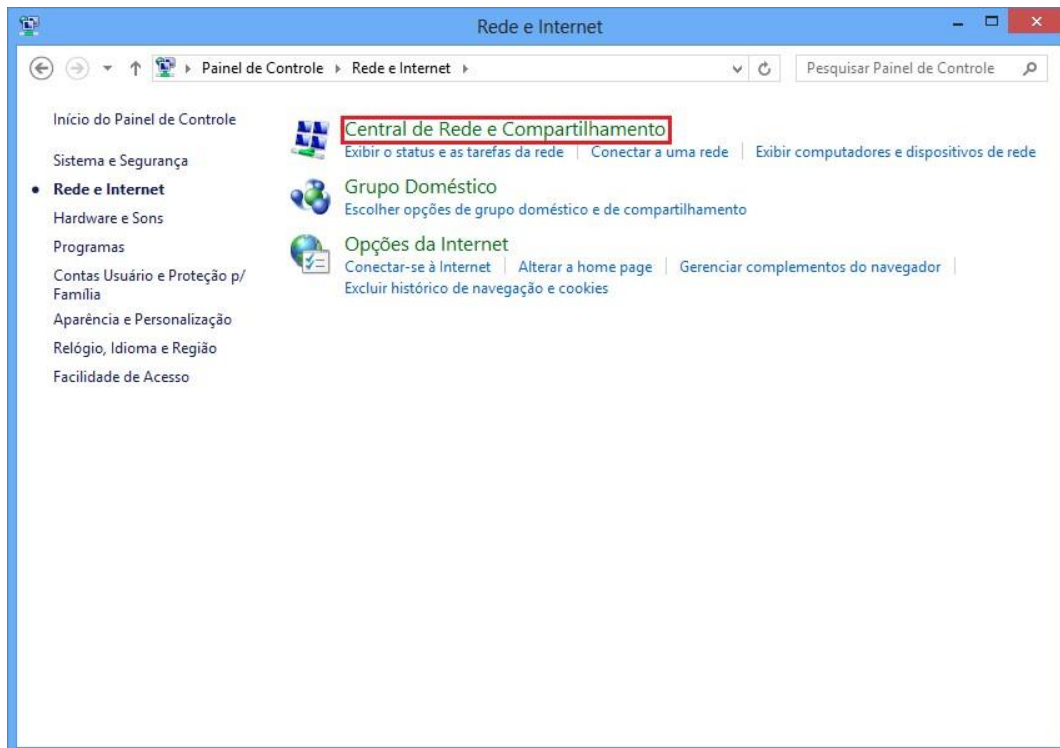 Rede e Internet
Painel de Controle Rede e Internet
Pesquisar Painel de Controle
Início do Painel de Controle
Sistema e Segurança
Rede e Internet
Hardware e Sons
Programas
Contas Usuário e Proteção p/
Família
Aparência e Personalização
Relógio, Idioma e Região
Facilidade de Acesso
Central de Rede e Compartilhamento
Exibir o status e as tarefas da rede Conectar a uma rede Exibir computadores e dispositivos de rede
Grupo Doméstico
Escolher opções de grupo doméstico e de compartilhamento
Opções da Internet
Conectar-se à Internet Alterar a home page Gerenciar complementos do navegador
Excluir histórico de navegação e cookies